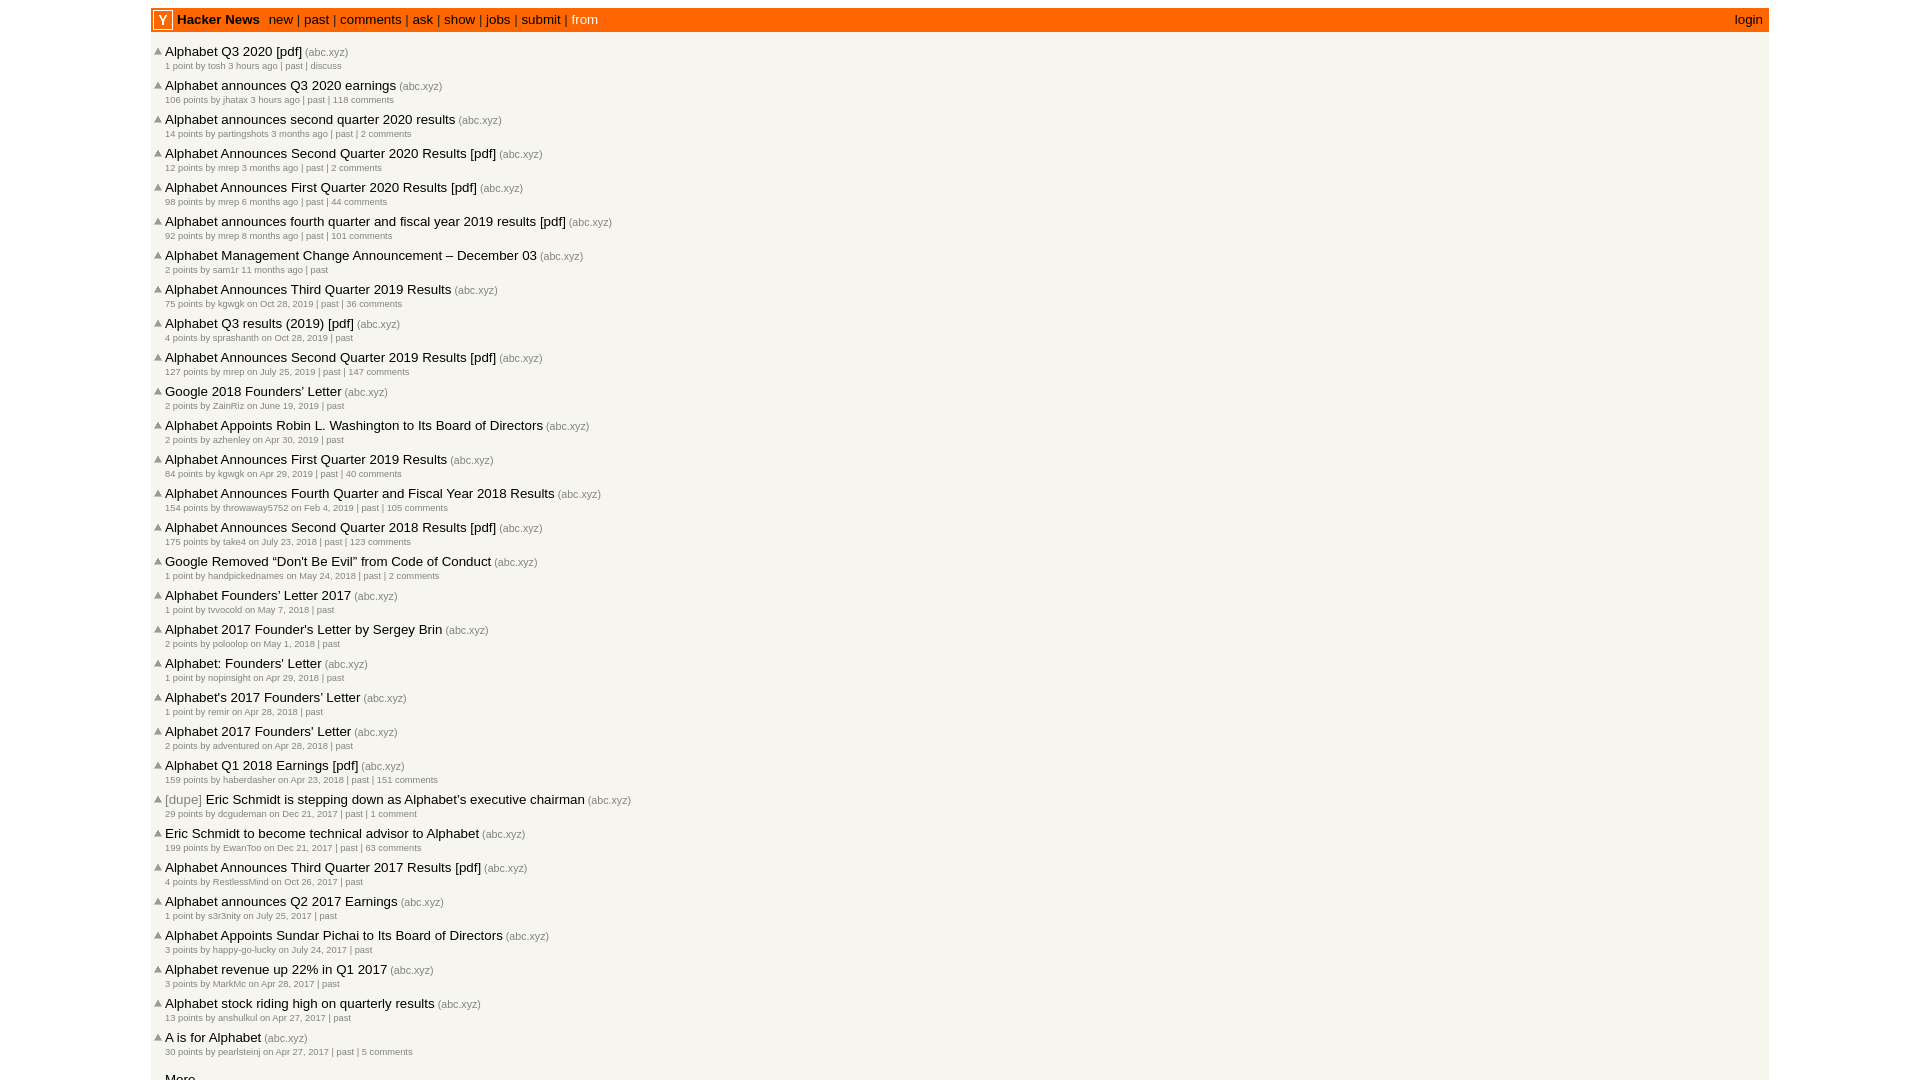 Y Hacker News new | past | comments | ask | show | jobs | submit | from login
Alphabet Q3 2020 [pdf] (abc.xyz)
1 point by tosh 3 hours ago | past | discuss
Alphabet announces Q3 2020 earnings (abc.xyz)
106 points by jhatax 3 hours ago | past | 118 comments
Alphabet announces second quarter 2020 results (abc.xyz)
14 points by partingshots 3 months ago | past | 2 comments
Alphabet Announces Second Quarter 2020 Results [pdf] (abc.xyz)
12 points by mrep 3 months ago | past | 2 comments
Alphabet Announces First Quarter 2020 Results [pdf] (abc.xyz)
98 points by mrep 6 months ago | past | 44 comments
Alphabet announces fourth quarter and fiscal year 2019 results [pdf] (abc.xyz)
92 points by mrep 8 months ago | past | 101 comments
Alphabet Management Change Announcement – December 03 (abc.xyz)
2 points by sam1r 11 months ago | past
Alphabet Announces Third Quarter 2019 Results (abc.xyz)
75 points by kgwgk on Oct 28, 2019 | past | 36 comments
Alphabet Q3 results (2019) [pdf] (abc.xyz)
4 points by sprashanth on Oct 28, 2019 | past
Alphabet Announces Second Quarter 2019 Results [pdf] (abc.xyz)
127 points by mrep on July 25, 2019 | past | 147 comments
Google 2018 Founders’ Letter (abc.xyz)
2 points by ZainRiz on June 19, 2019 | past
Alphabet Appoints Robin L. Washington to Its Board of Directors (abc.xyz)
2 points by azhenley on Apr 30, 2019 | past
Alphabet Announces First Quarter 2019 Results (abc.xyz)
84 points by kgwgk on Apr 29, 2019 | past | 40 comments
Alphabet Announces Fourth Quarter and Fiscal Year 2018 Results (abc.xyz)
154 points by throwaway5752 on Feb 4, 2019 | past | 105 comments
Alphabet Announces Second Quarter 2018 Results [pdf] (abc.xyz)
175 points by take4 on July 23, 2018 | past | 123 comments
Google Removed “Don't Be Evil” from Code of Conduct (abc.xyz)
1 point by handpickednames on May 24, 2018 | past | 2 comments
Alphabet Founders’ Letter 2017 (abc.xyz)
1 point by tvvocold on May 7, 2018 | past
Alphabet 2017 Founder's Letter by Sergey Brin (abc.xyz)
2 points by poloolop on May 1, 2018 | past
Alphabet: Founders' Letter (abc.xyz)
1 point by nopinsight on Apr 29, 2018 | past
Alphabet's 2017 Founders’ Letter (abc.xyz)
1 point by remir on Apr 28, 2018 | past
Alphabet 2017 Founders' Letter (abc.xyz)
2 points by adventured on Apr 28, 2018 | past
Alphabet Q1 2018 Earnings [pdf] (abc.xyz)
159 points by haberdasher on Apr 23, 2018 | past | 151 comments
[dupe] Eric Schmidt is stepping down as Alphabet’s executive chairman (abc.xyz)
29 points by dcgudeman on Dec 21, 2017 | past | 1 comment
Eric Schmidt to become technical advisor to Alphabet (abc.xyz)
199 points by EwanToo on Dec 21, 2017 | past | 63 comments
Alphabet Announces Third Quarter 2017 Results [pdf] (abc.xyz)
4 points by RestlessMind on Oct 26, 2017 | past
Alphabet announces Q2 2017 Earnings (abc.xyz)
1 point by s3r3nity on July 25, 2017 | past
Alphabet Appoints Sundar Pichai to Its Board of Directors (abc.xyz)
3 points by happy-go-lucky on July 24, 2017 | past
Alphabet revenue up 22% in Q1 2017 (abc.xyz)
3 points by MarkMc on Apr 28, 2017 | past
Alphabet stock riding high on quarterly results (abc.xyz)
13 points by anshulkul on Apr 27, 2017 | past
A is for Alphabet (abc.xyz)
30 points by pearlsteinj on Apr 27, 2017 | past | 5 comments
More